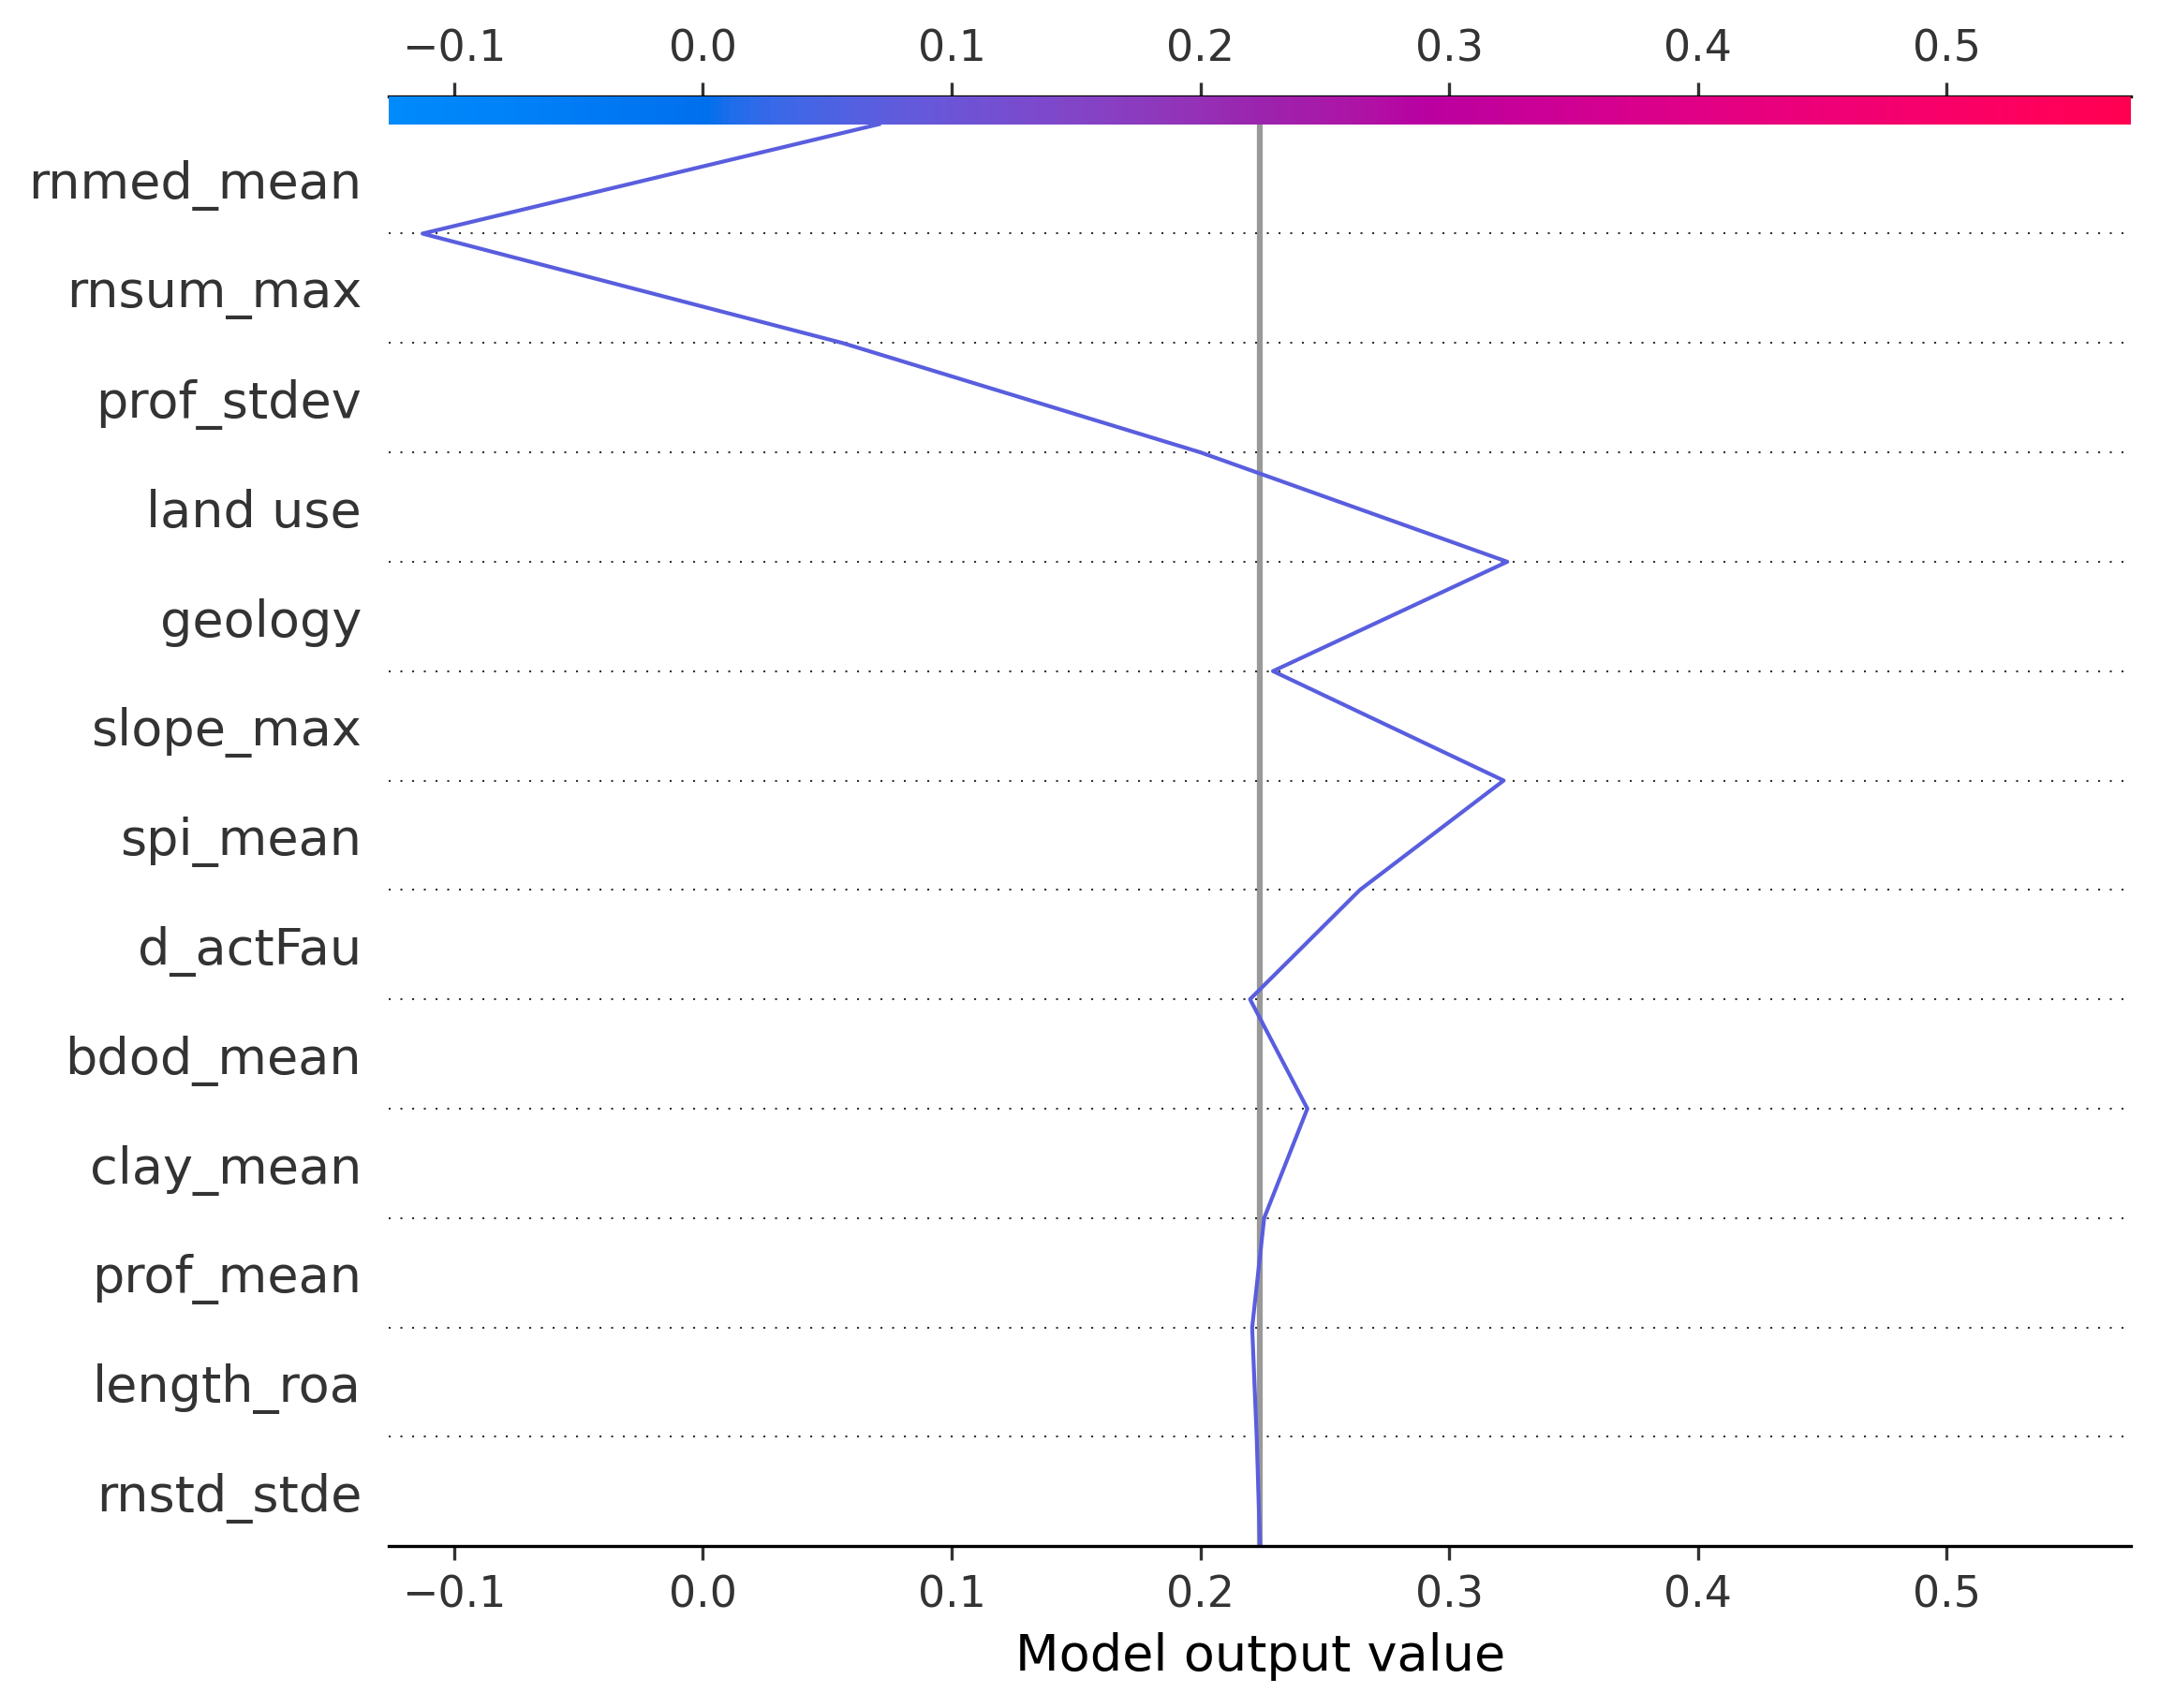 −0.1 0.0 0.1 0.2 0.3 0.4 0.5
rnmed_mean
rnsum_max
prof_stdev
land use
geology
slope_max
spi_mean
d_actFau
bdod_mean
clay_mean
prof_mean
length_roa
rnstd_stde
−0.1 0.0 0.1 0.2 0.3 0.4 0.5
Model output value